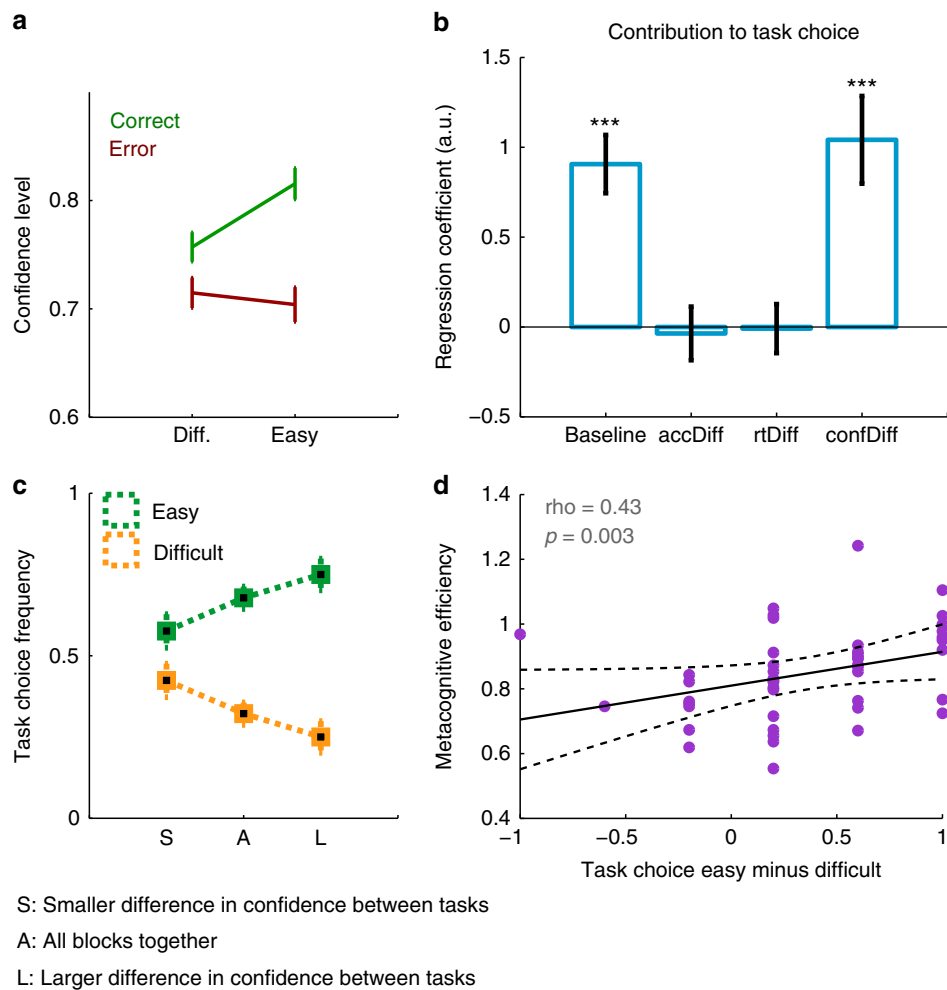 a
Correct
Error
Confidence level
0.8
0.7
0.6
Diff.
Easy
b
Contribution to task choice
Regression coefficient (a.u.)
1.5
1
0.5
0
−0.5
***
***
Baseline
accDiff
rtDiff
confDiff
c
Easy
Difficult
Task choice frequency
1
0.5
0
S
A
L
d
rho = 0.43
p = 0.003
Metacognitive efficiency
1.4
1.2
1
0.8
0.6
0.4
−1
−0.5
0
0.5
1
Task choice easy minus difficult
S: Smaller difference in confidence between tasks
A: All blocks together
L: Larger difference in confidence between tasks